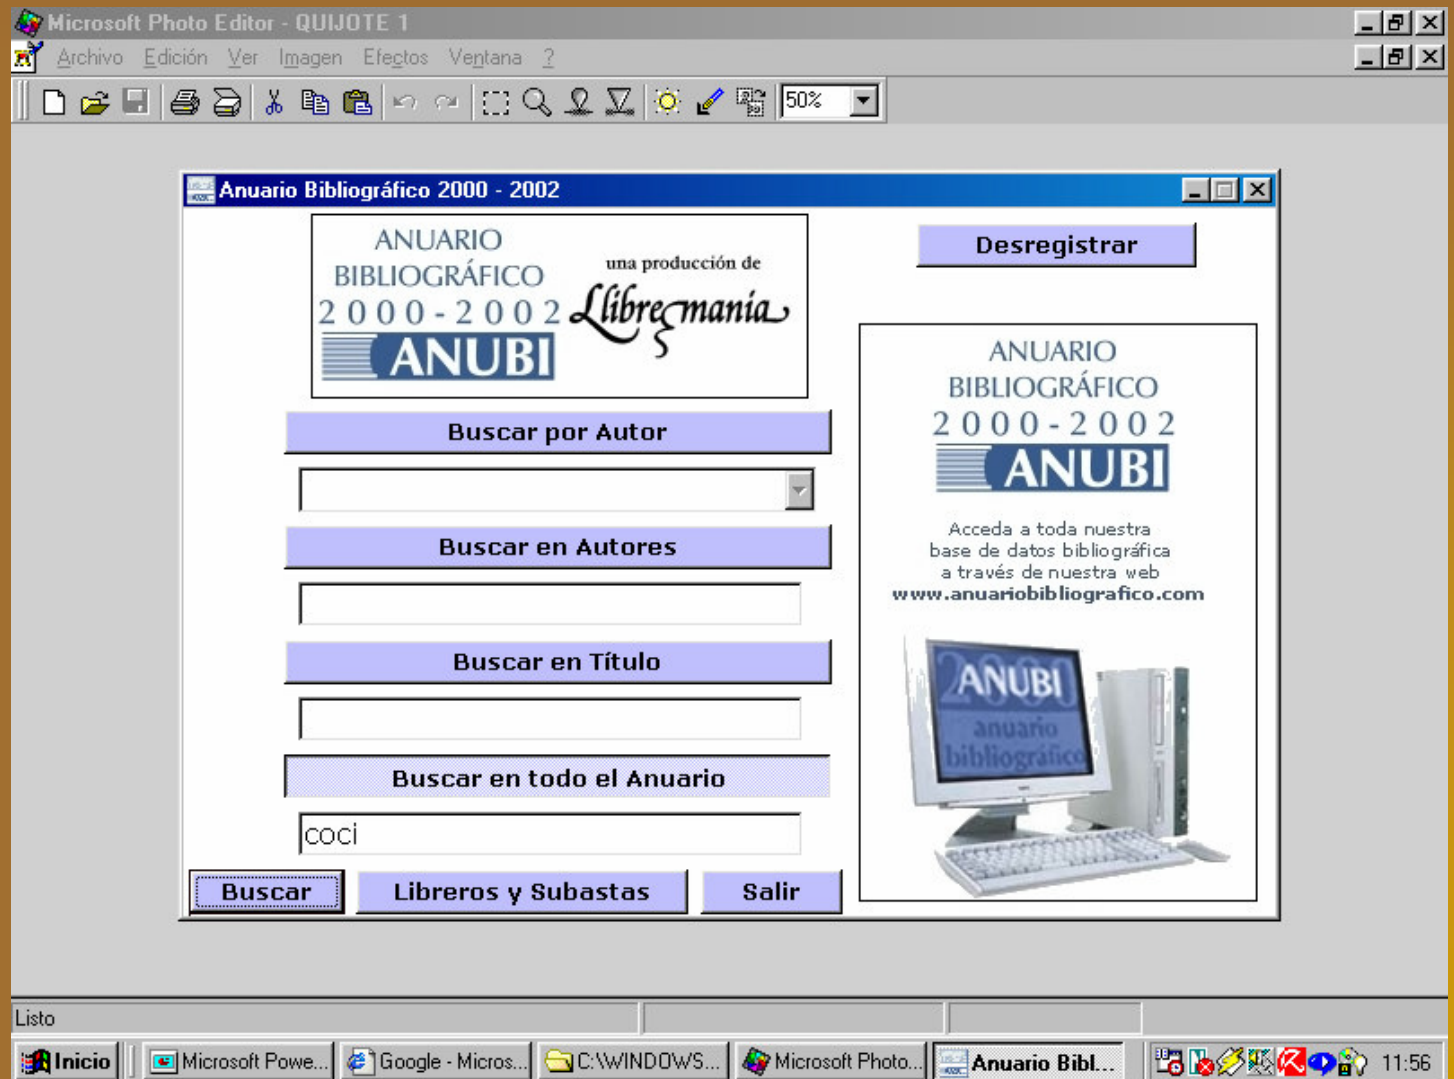 Microsoft Photo Editor - QUIJOTE 1
Archivo Edición Ver Imagen Efectos Ventana ?
50%
Anuario Bibliográfico 2000 - 2002
ANUARIO
BIBLIOGRÁFICO
2000-2002
ANUBI
una producción de
Llibremanía
Desregistrar
Buscar por Autor
Buscar en Autores
Buscar en Título
Buscar en todo el Anuario
coci
Buscar Libreros y Subastas Salir
ANUARIO
BIBLIOGRÁFICO
2000-2002
ANUBI
Acceda a toda nuestra
base de datos bibliográfica
a través de nuestra web
www.anuariobibliografico.com
2000
ANUBI
anuario
bibliográfico
Listo
Inicio Microsoft Powe... Google - Micros... C:\WINDOWS... Microsoft Photo... Anuario Bibl... 11:56